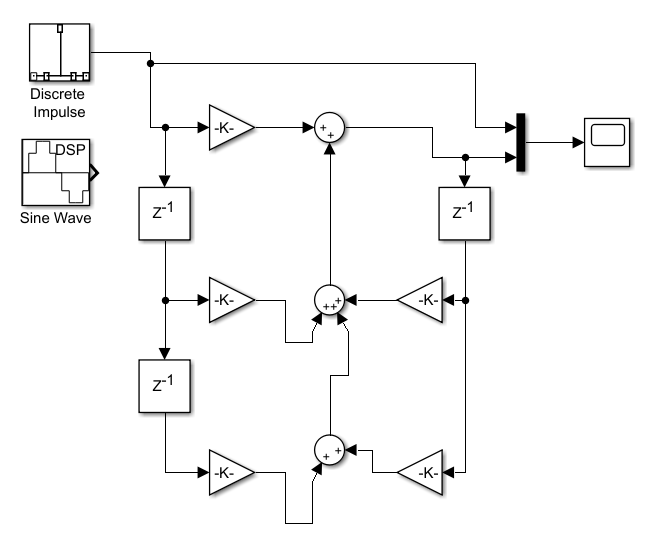 Discrete
Impulse
-K-
+
+
DSP
Sine Wave
Z-1
Z-1
-K-
+++
-K-
Z-1
-K-
+ +
-K-